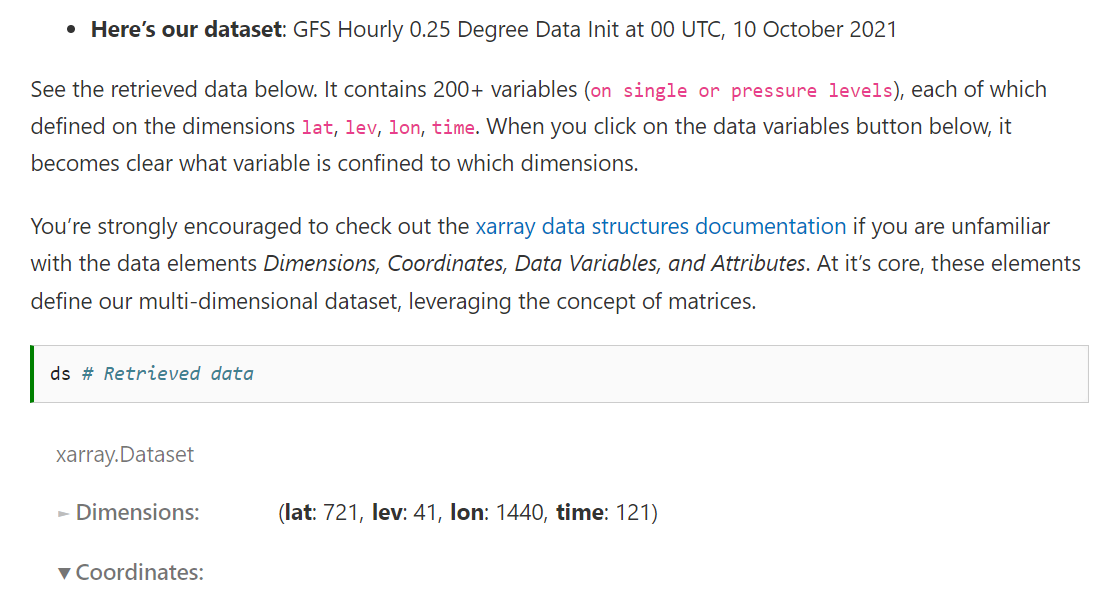 Here’s our dataset: GFS Hourly 0.25 Degree Data Init at 00 UTC, 10 October 2021
See the retrieved data below. It contains 200+ variables (on single or pressure levels), each of which
defined on the dimensions lat, lev, lon, time. When you click on the data variables button below, it
becomes clear what variable is confined to which dimensions.
You’re strongly encouraged to check out the xarray data structures documentation if you are unfamiliar
with the data elements Dimensions, Coordinates, Data Variables, and Attributes. At it’s core, these elements
define our multi-dimensional dataset, leveraging the concept of matrices.
ds # Retrieved data
xarray.Dataset
► Dimensions: (lat: 721, lev: 41, lon: 1440, time: 121)
▼ Coordinates: